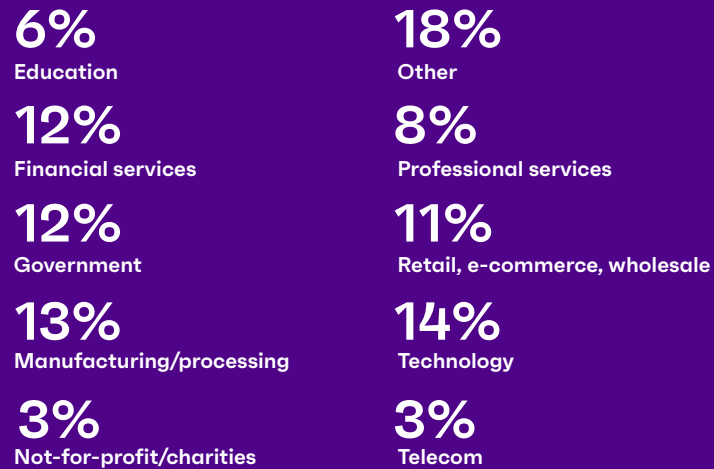 6%
Education
12%
Financial services
12%
Government
13%
Manufacturing/processing
3%
Not-for-profit/charities
18%
Other
8%
Professional services
11%
Retail, e-commerce, wholesale
14%
Technology
3%
Telecom